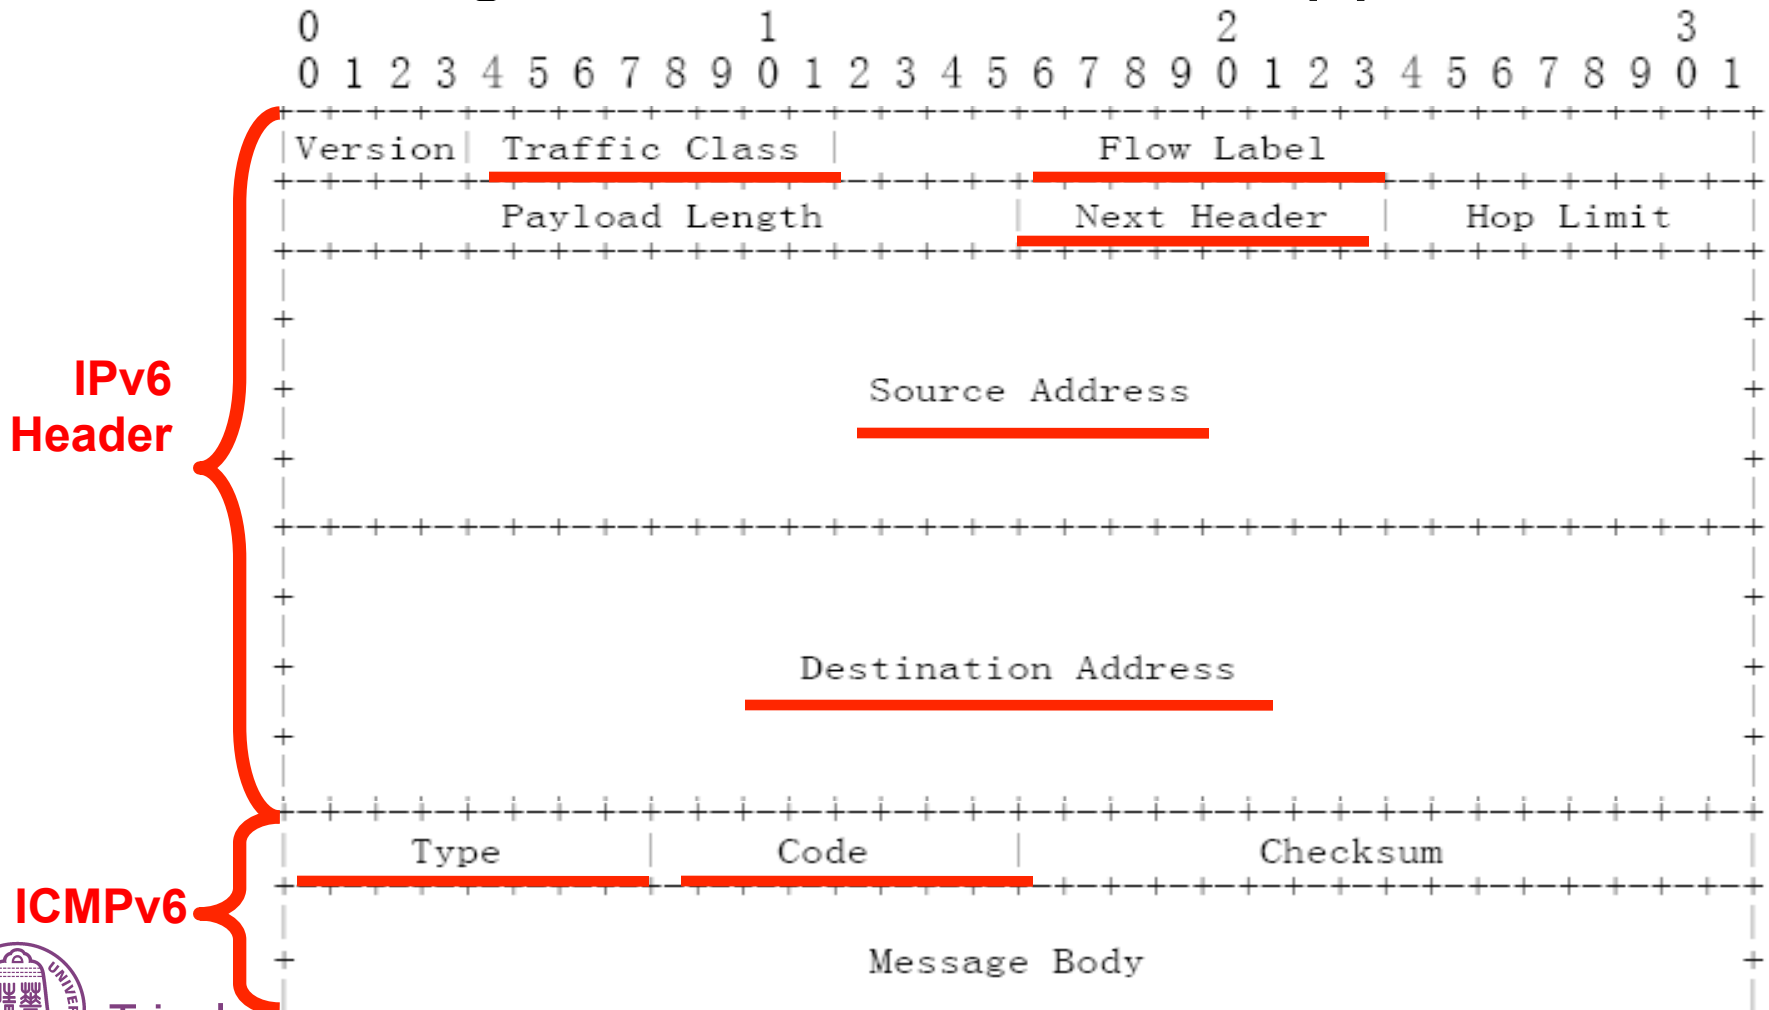 0 1 2 3
0 1 2 3 4 5 6 7 8 9 0 1 2 3 4 5 6 7 8 9 0 1 2 3 4 5 6 7 8 9 0 1
Version Traffic Class Flow Label
Payload Length Next Header Hop Limit
IPv6
Header
Source Address
Destination Address
Type Code Checksum
ICMPv6
Message Body